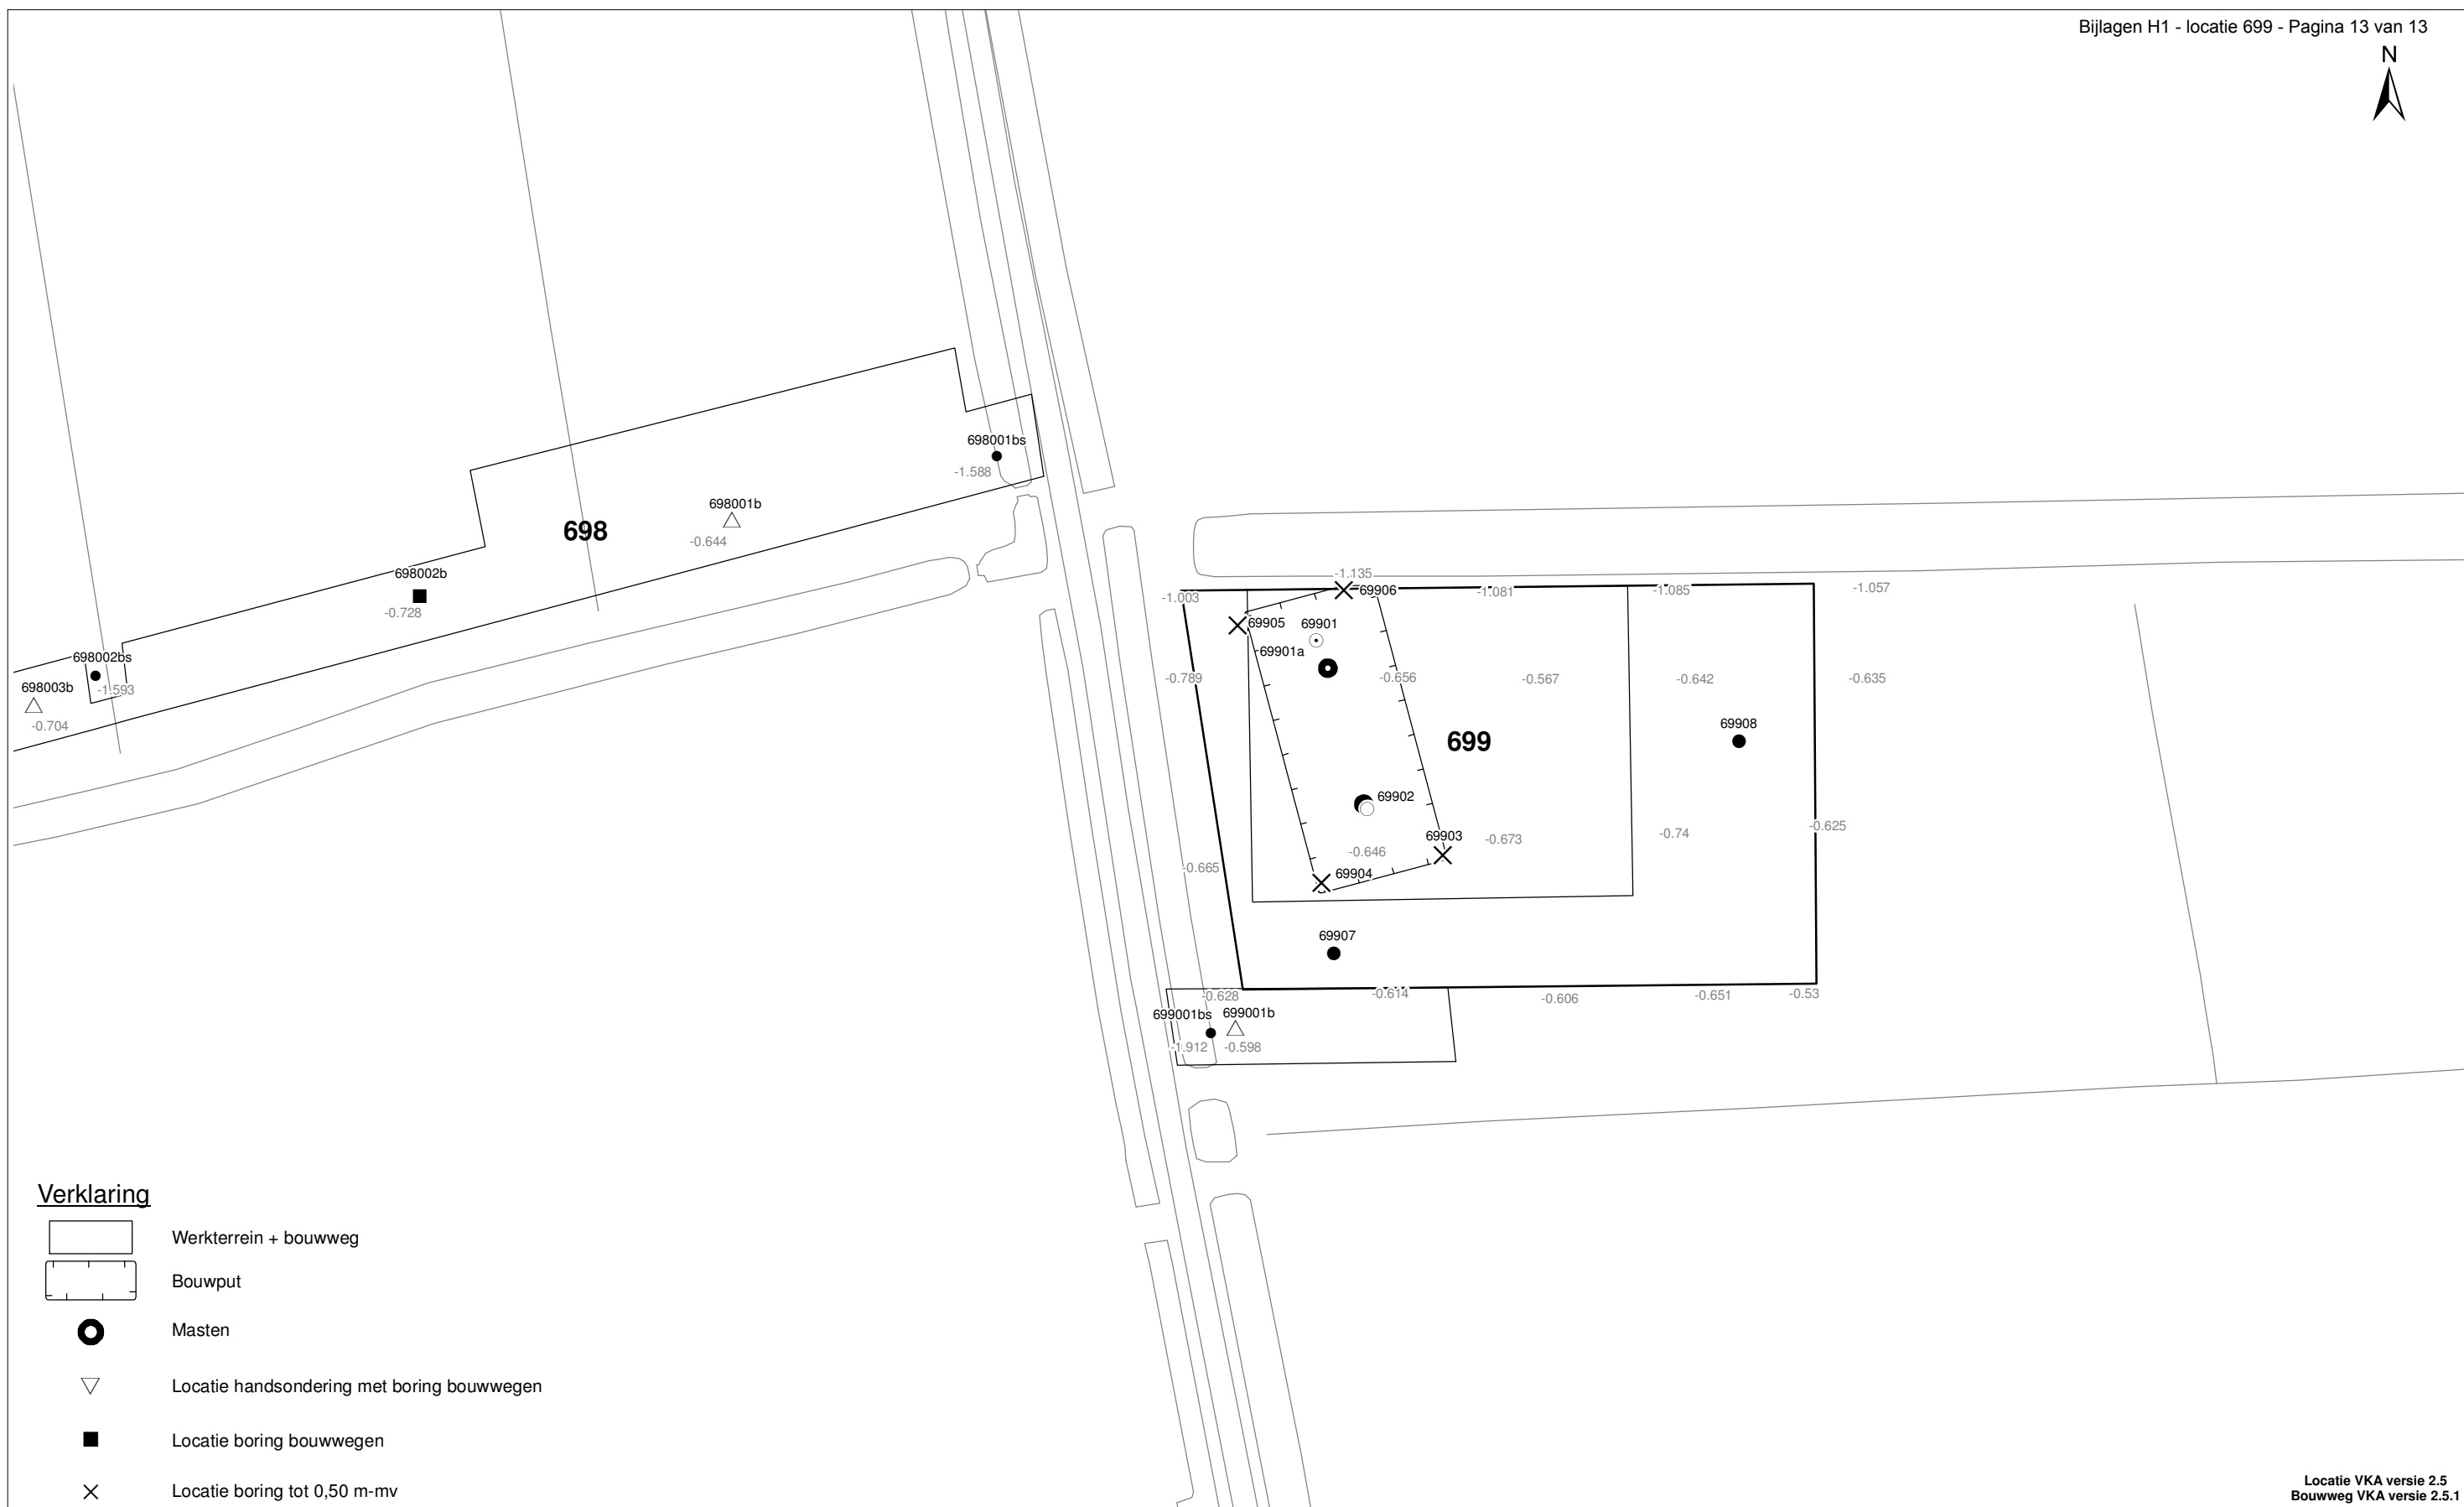 Bijlagen H1 - locatie 699 - Pagina 13 van 13
N
698001bs
-1.588
698001b
-0.644
698
698002b
-0.728
698002bs
-1.593
698003b
-0.704
-1.135
-1.003
69906
-1.081
-1.085
-1.057
69905
69901
69901a
-0.789
-0.656
-0.567
-0.642
-0.635
69908
699
69902
69903
-0.673
-0.74
-0.625
-0.646
-0.665
69904
69907
-0.628
-0.614
-0.606
-0.651
-0.53
699001bs
699001b
-1.912
-0.598
Verklaring
Werkterrein + bouwweg
Bouwput
Masten
Locatie handsondering met boring bouwwegen
Locatie boring bouwwegen
Locatie boring tot 0,50 m-mv
Locatie VKA versie 2.5
Bouwweg VKA versie 2.5.1